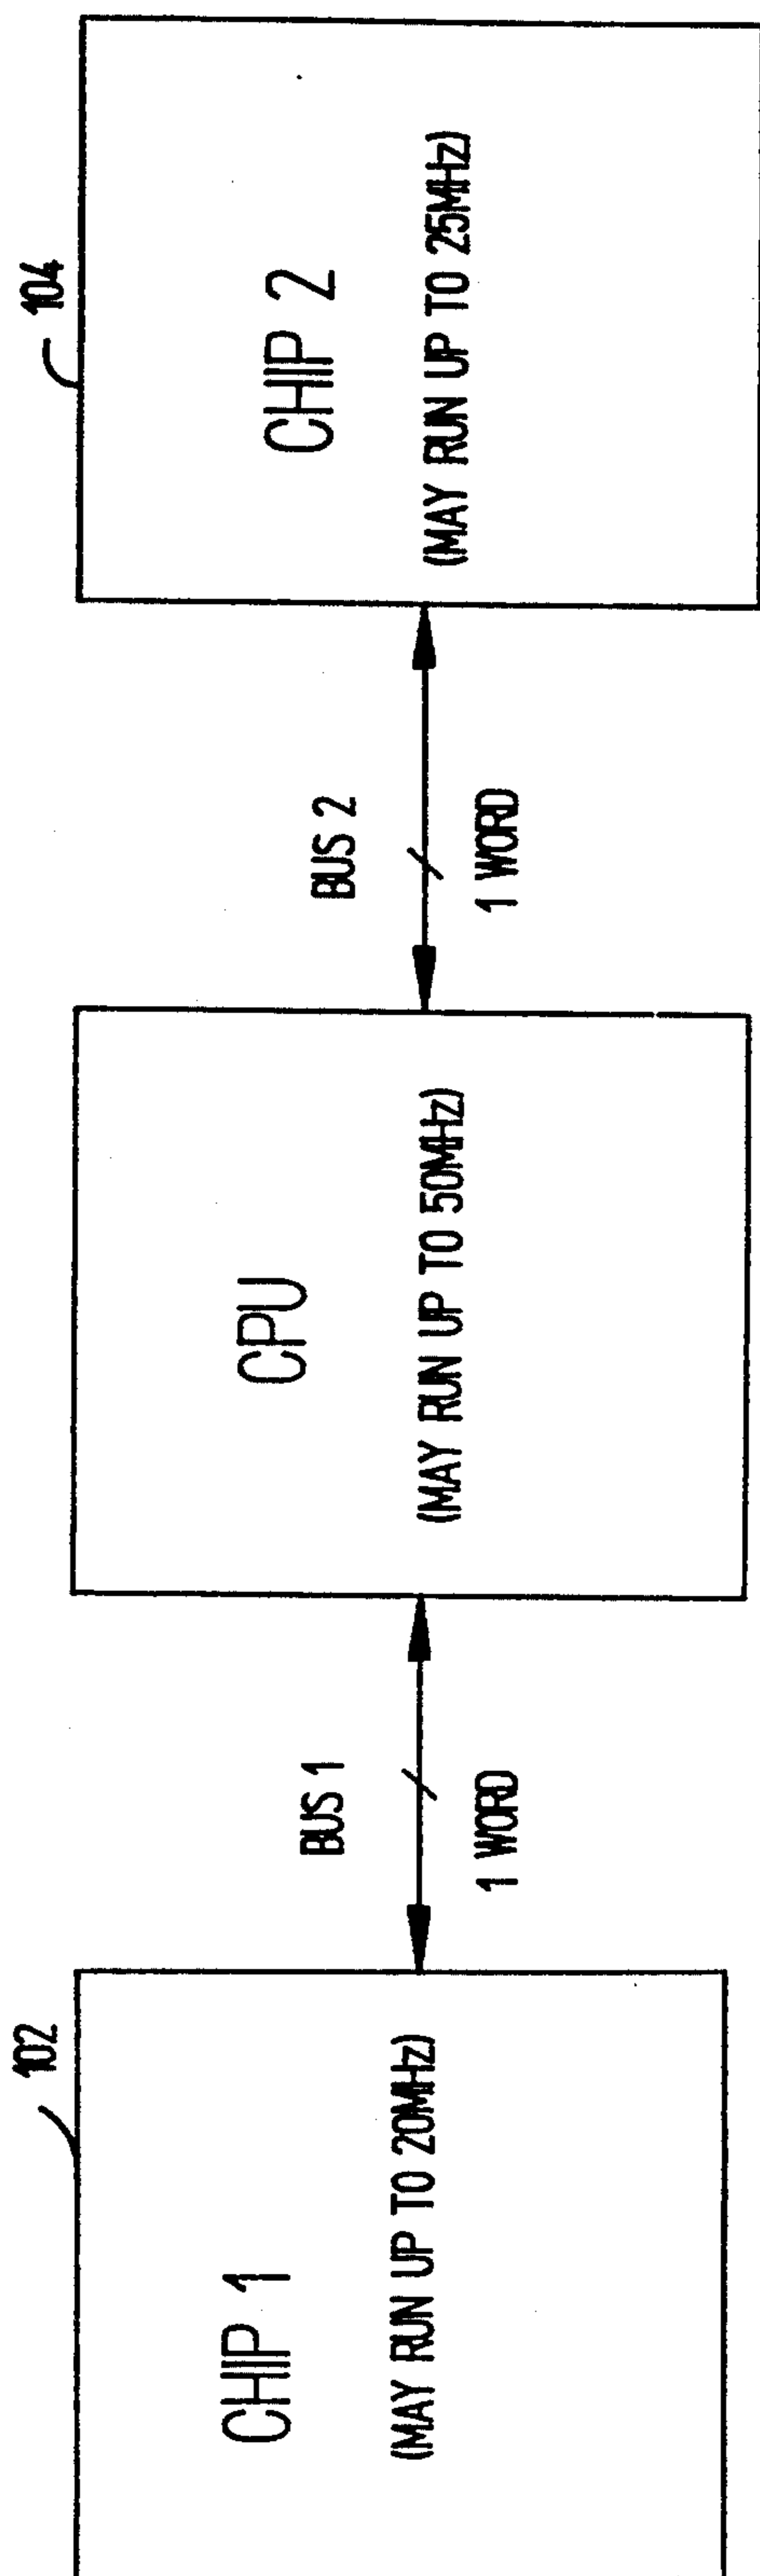 102
CHIP 1
(MAY RUN UP TO 20MHz)
BUS 1
1 WORD
CPU
(MAY RUN UP TO 50MHz)
BUS 2
1 WORD
104
CHIP 2
(MAY RUN UP TO 25MHz)